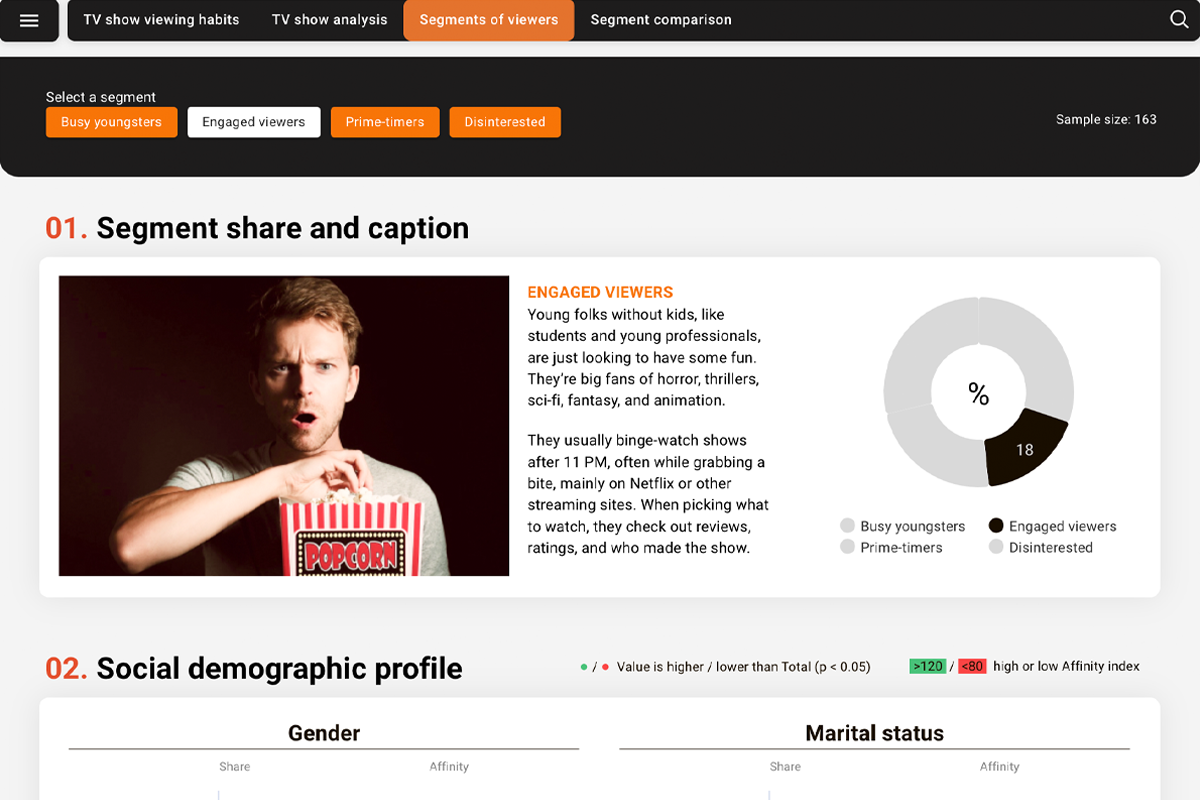 TV show viewing habits TV show analysis Segments of viewers Segment comparison
Select a segment
Busy youngsters Engaged viewers Prime-timers Disinterested
Sample size: 163
01. Segment share and caption
POPCORN
ENGAGED VIEWERS
Young folks without kids, like
students and young professionals,
are just looking to have some fun.
They're big fans of horror, thrillers,
sci-fi, fantasy, and animation.
They usually binge-watch shows
after 11 PM, often while grabbing a
bite, mainly on Netflix or other
streaming sites. When picking what
to watch, they check out reviews,
ratings, and who made the show.
%
18
Busy youngsters Engaged viewers
Prime-timers Disinterested
02. Social demographic profile
/ Value is higher / lower than Total (p < 0.05)
>120 / <80 high or low Affinity index
Gender
Share Affinity
Marital status
Share Affinity